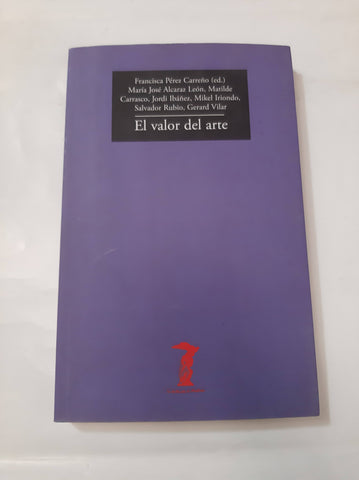 Francisca Pérez Carreño (ed.)
María José Alcaraz León, Matilde
Carrasco, Jordi Ibáñez, Mikel Iriondo,
Salvador Rubio, Gerard Vilar
El valor del arte